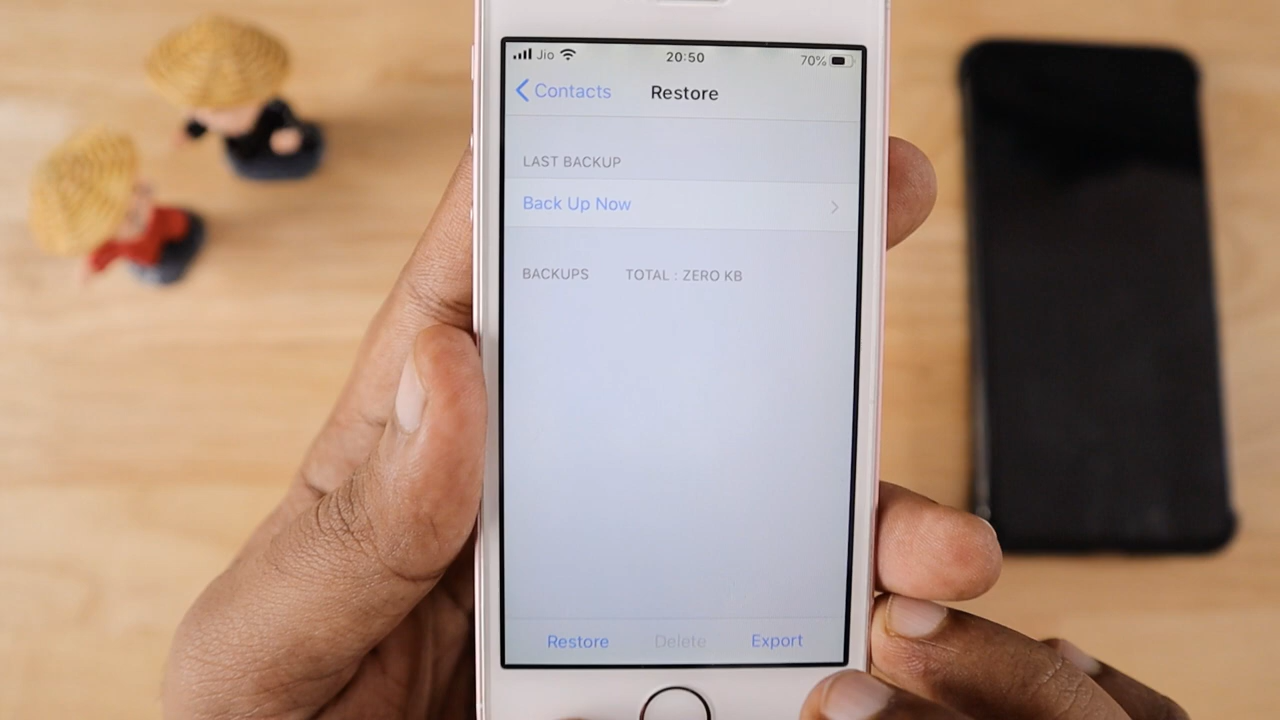 Jio 20:50 70%
Contacts Restore
LAST BACKUP
Back Up Now
BACKUPS TOTAL : ZERO KB
Restore Delete Export